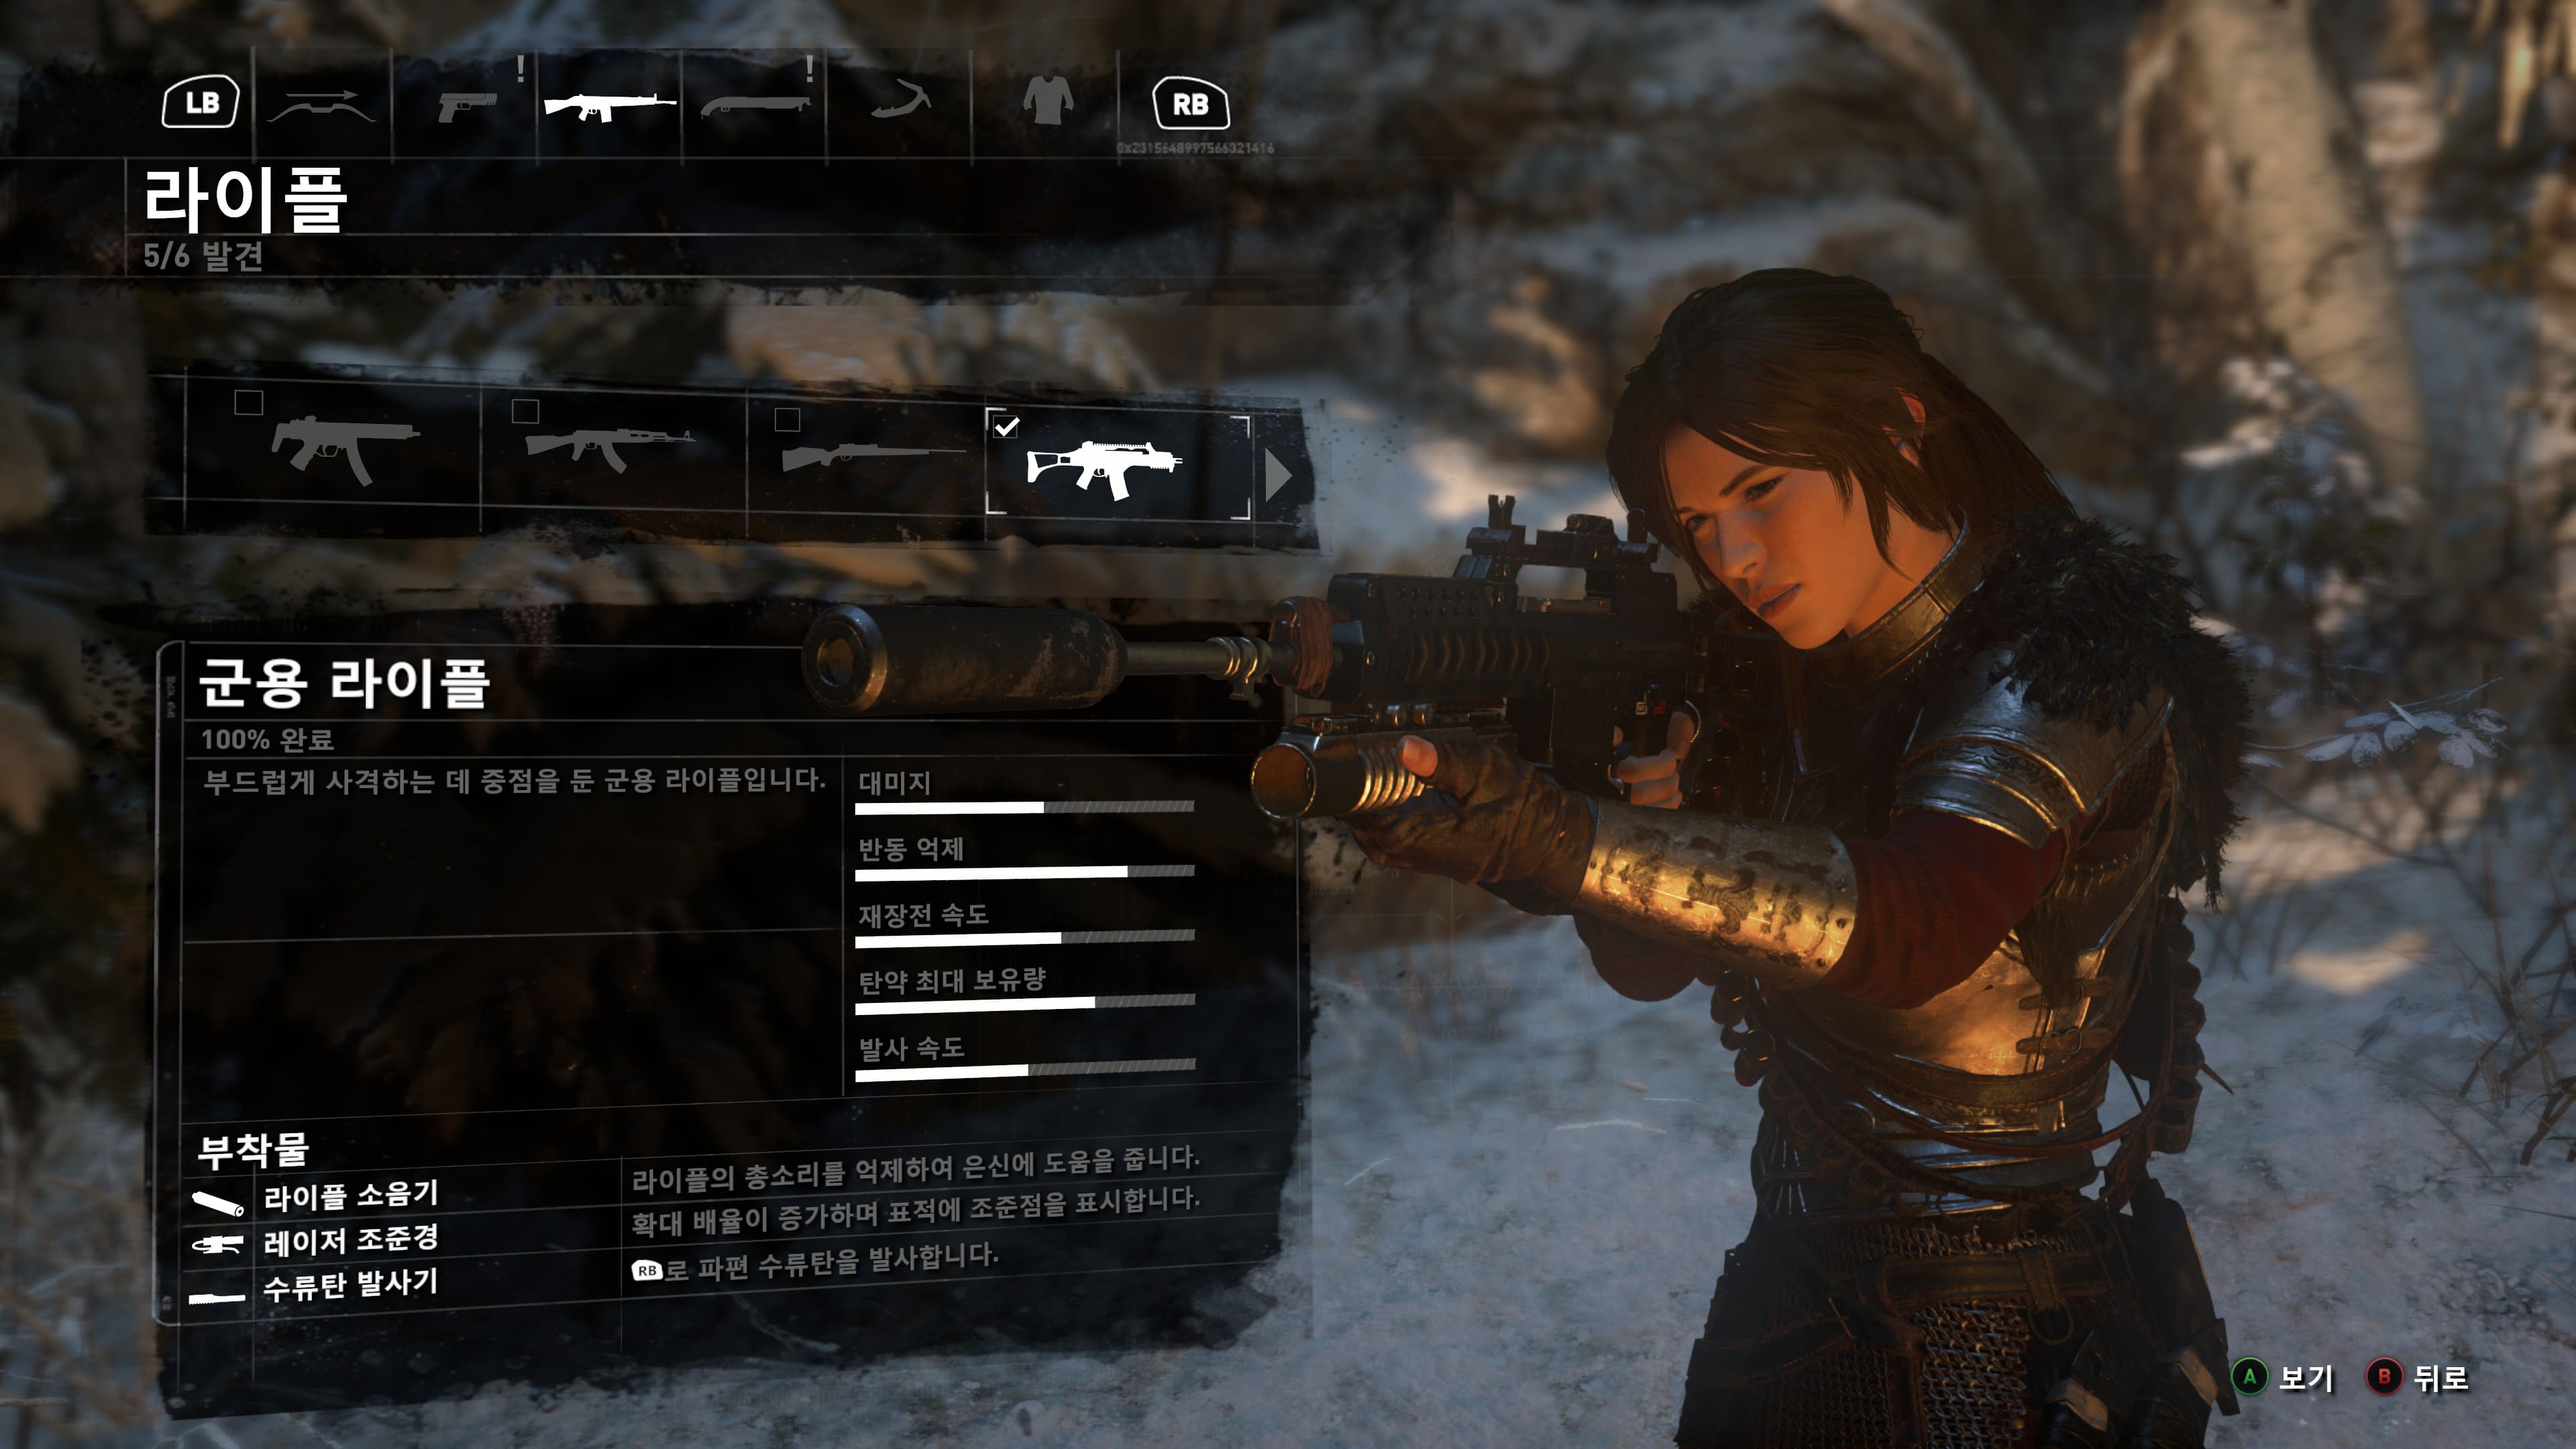 LB
!
!
RB
0x2315648997566321416
라이플
5/6 발견
군용 라이플
100% 완료
부드럽게 사격하는 데 중점을 둔 군용 라이플입니다.
대미지
반동 억제
재장전 속도
탄약 최대 보유량
발사 속도
부착물
라이플 소음기
라이플의 총소리를 억제하여 은신에 도움을 줍니다.
레이저 조준경
확대 배율이 증가하며 표적에 조준점을 표시합니다.
수류탄 발사기
RB로 파편 수류탄을 발사합니다.
A 보기 B 뒤로